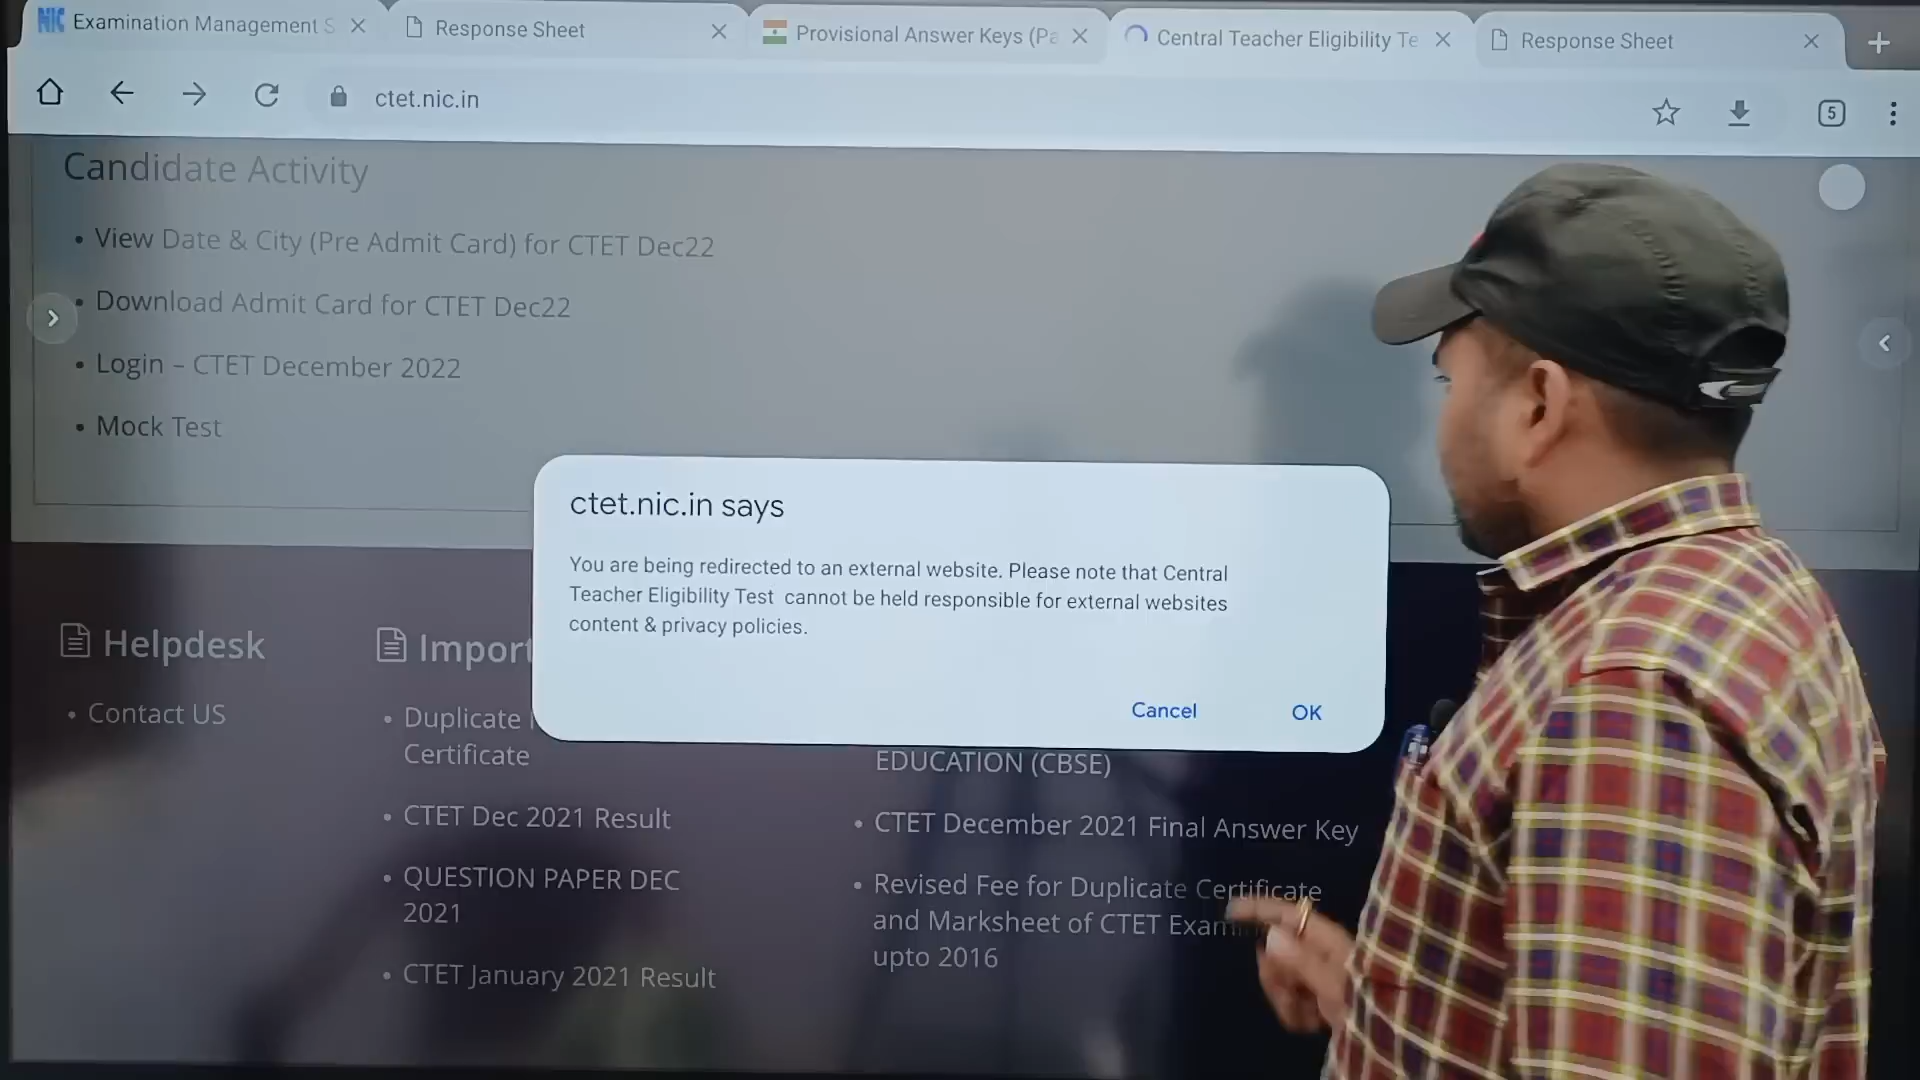 NIC Examination Management S
Response Sheet
Provisional Answer Keys (Pa
Central Teacher Eligibility Te
Response Sheet
ctet.nic.in
5
Candidate Activity
• View Date & City (Pre Admit Card) for CTET Dec22
• Download Admit Card for CTET Dec22
• Login – CTET December 2022
• Mock Test
ctet.nic.in says
You are being redirected to an external website. Please note that Central
Teacher Eligibility Test cannot be held responsible for external websites
content & privacy policies.
Cancel
OK
Helpdesk
• Contact US
Import
• Duplicate
Certificate
• CTET Dec 2021 Result
• QUESTION PAPER DEC
2021
• CTET January 2021 Result
EDUCATION (CBSE)
• CTET December 2021 Final Answer Key
• Revised Fee for Duplicate Certificate
and Marksheet of CTET Exam
upto 2016